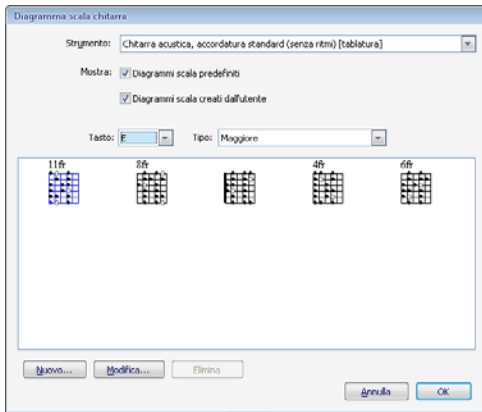 Diagramma scala chitarra
Strumento: Chitarra acustica, accordatura standard (senza ritmi) [tablatura]
Mostra: Diagrammi scala predefiniti
Diagrammi scala creati dall'utente
Tasto: E Tipo: Maggiore
11fr 8fr 4fr 6fr
Nuovo... Modifica... Elimina
Annulla OK